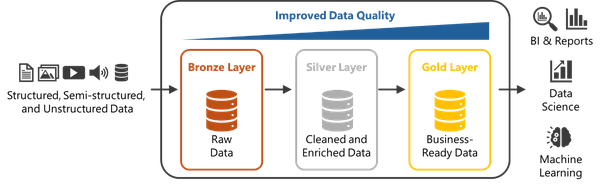 Improved Data Quality
Structured, Semi-structured,
and Unstructured Data
Bronze Layer
Raw
Data
Silver Layer
Cleaned and
Enriched Data
Gold Layer
Business-
Ready Data
BI & Reports
Data
Science
Machine
Learning